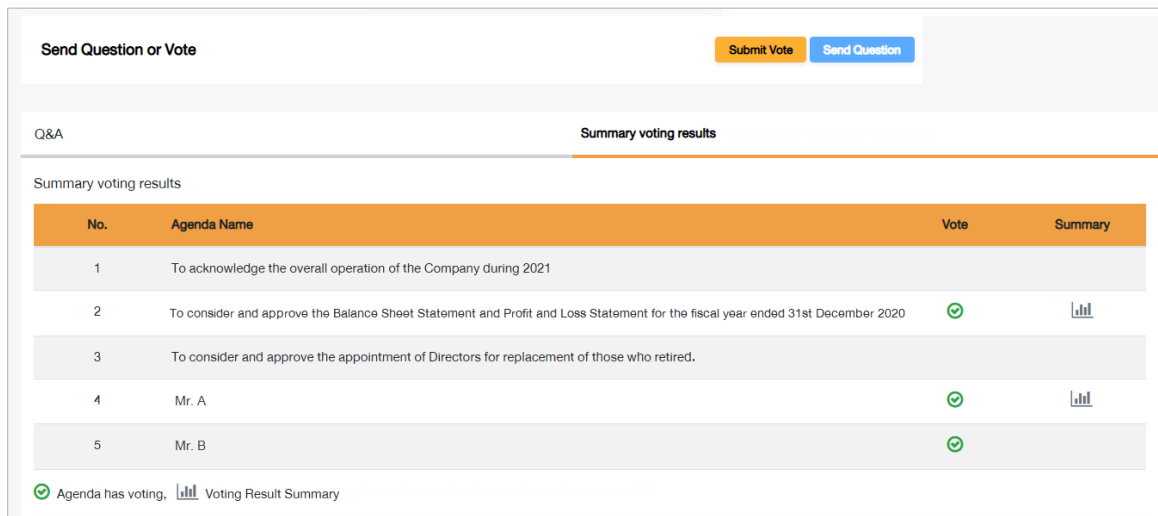 Send Question or Vote Submit Vote Send Question
Q&A Summary voting results
Summary voting results
No. Agenda Name Vote Summary
1 To acknowledge the overall operation of the Company during 2021
2 To consider and approve the Balance Sheet Statement and Profit and Loss Statement for the fiscal year ended 31st December 2020
3 To consider and approve the appointment of Directors for replacement of those who retired.
4 Mr. A
5 Mr. B
Agenda has voting, Voting Result Summary